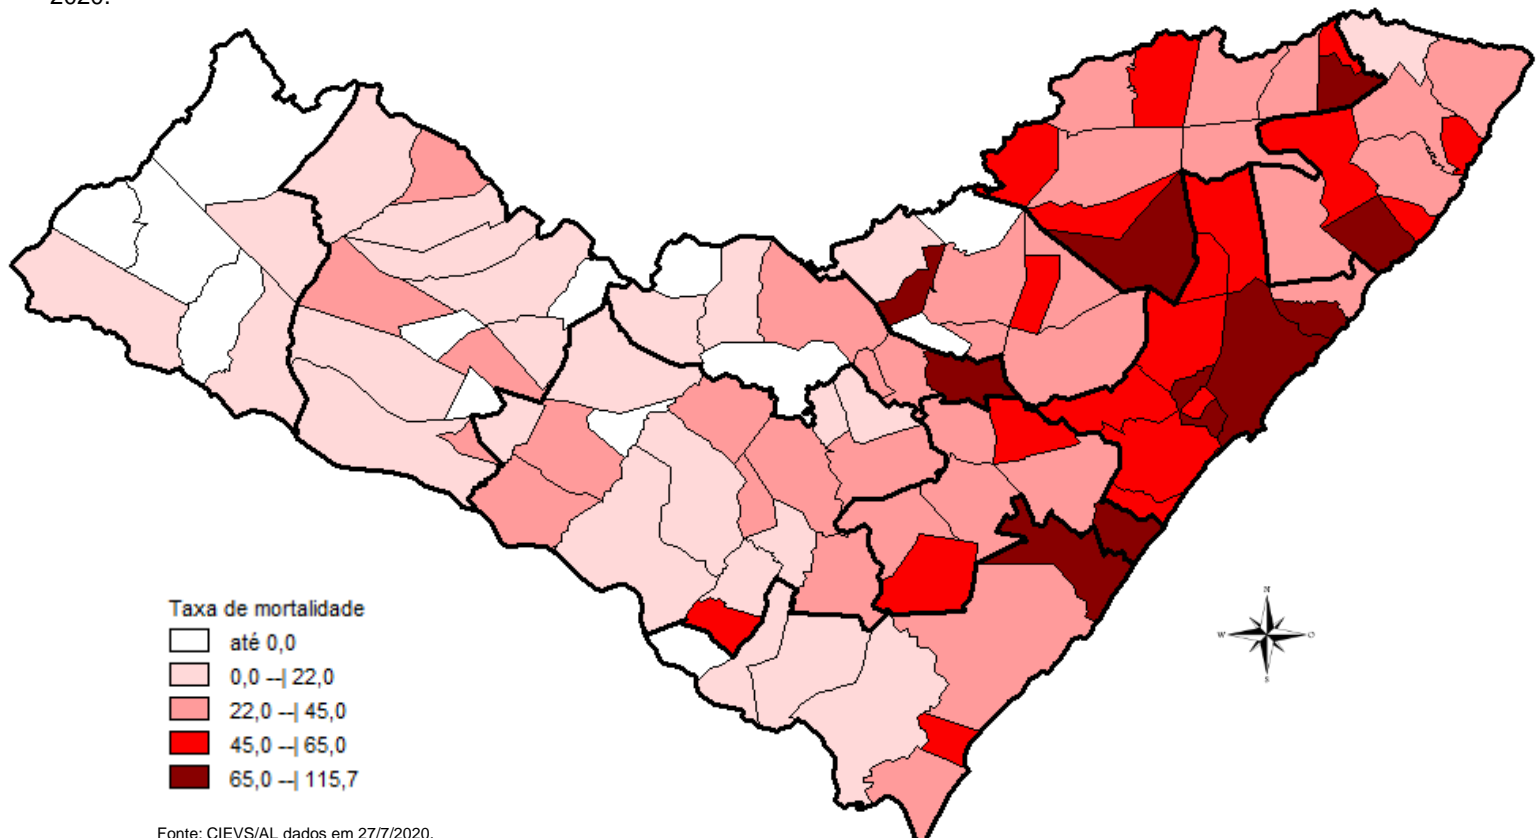 2020.
N
W O
S
Taxa de mortalidade
até 0,0
0,0 --| 22,0
22,0 --| 45,0
45,0 --| 65,0
65,0 --| 115,7
Fonte: CIEVS/AL dados em 27/7/2020.